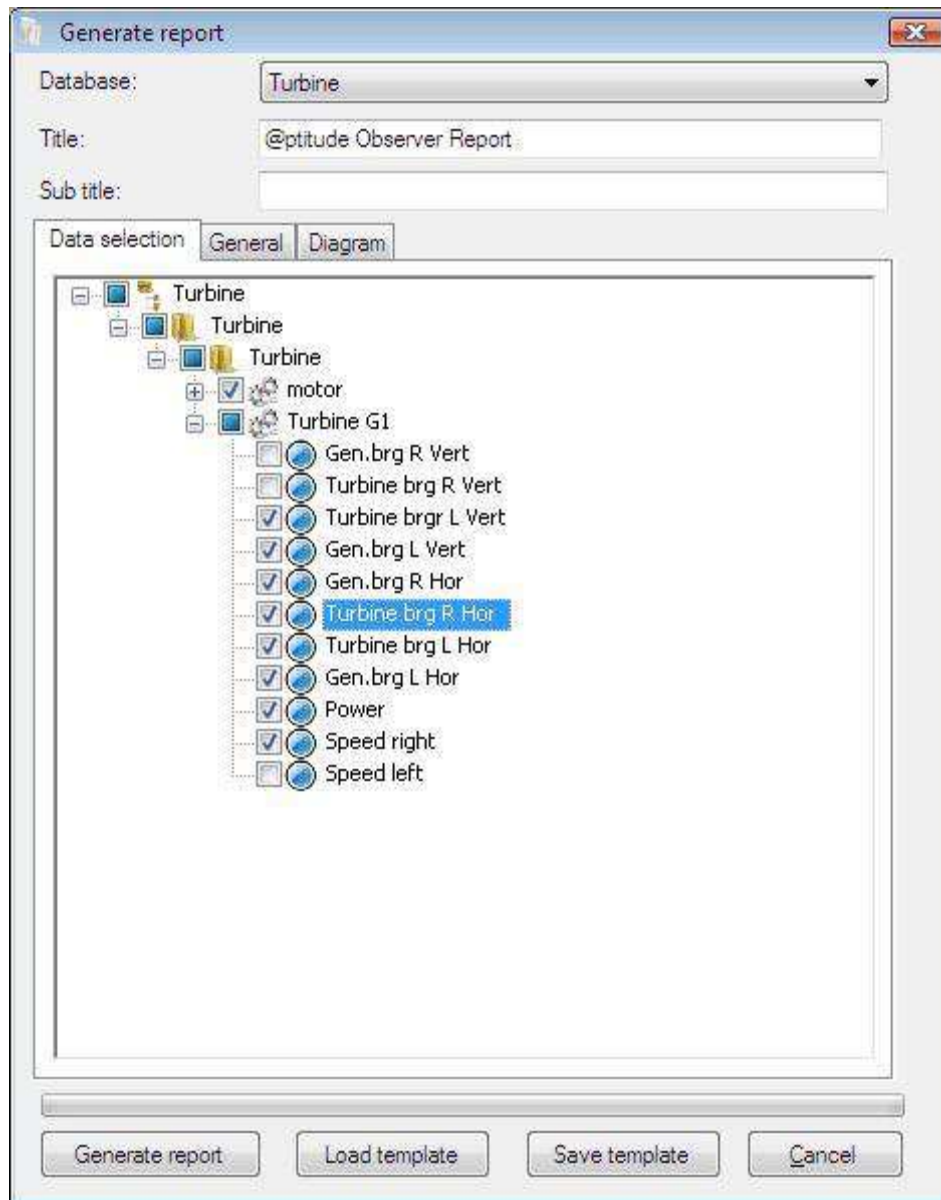 Generate report
Database: Turbine
Title: @ptitude Observer Report
Sub title:
Data selection General Diagram
Turbine
Turbine
Turbine
motor
Turbine G1
Gen.brg R Vert
Turbine brg R Vert
Turbine brgr L Vert
Gen.brg L Vert
Gen.brg R Hor
Turbine brg R Hor
Turbine brg L Hor
Gen.brg L Hor
Power
Speed right
Speed left
Generate report Load template Save template Cancel